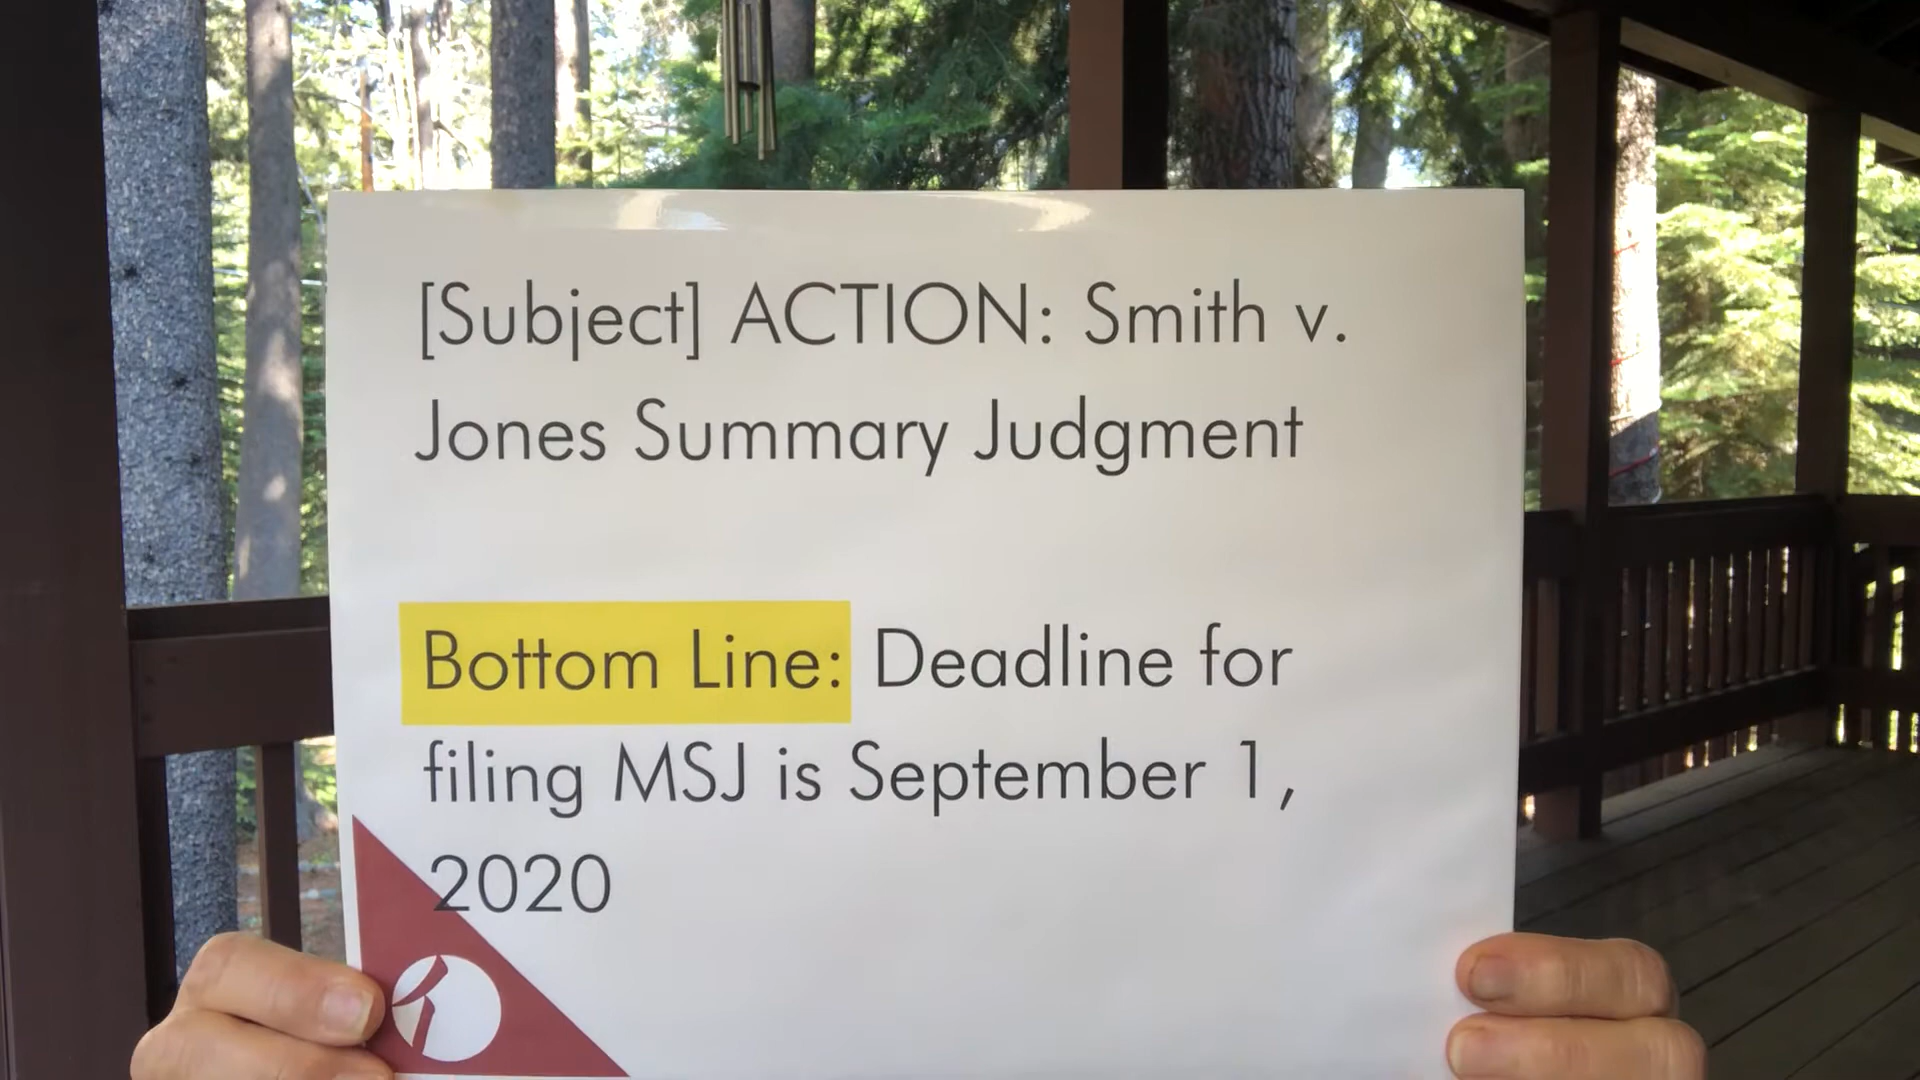 [Subject] ACTION: Smith v.
Jones Summary Judgment
Bottom Line: Deadline for
filing MSJ is September 1,
2020